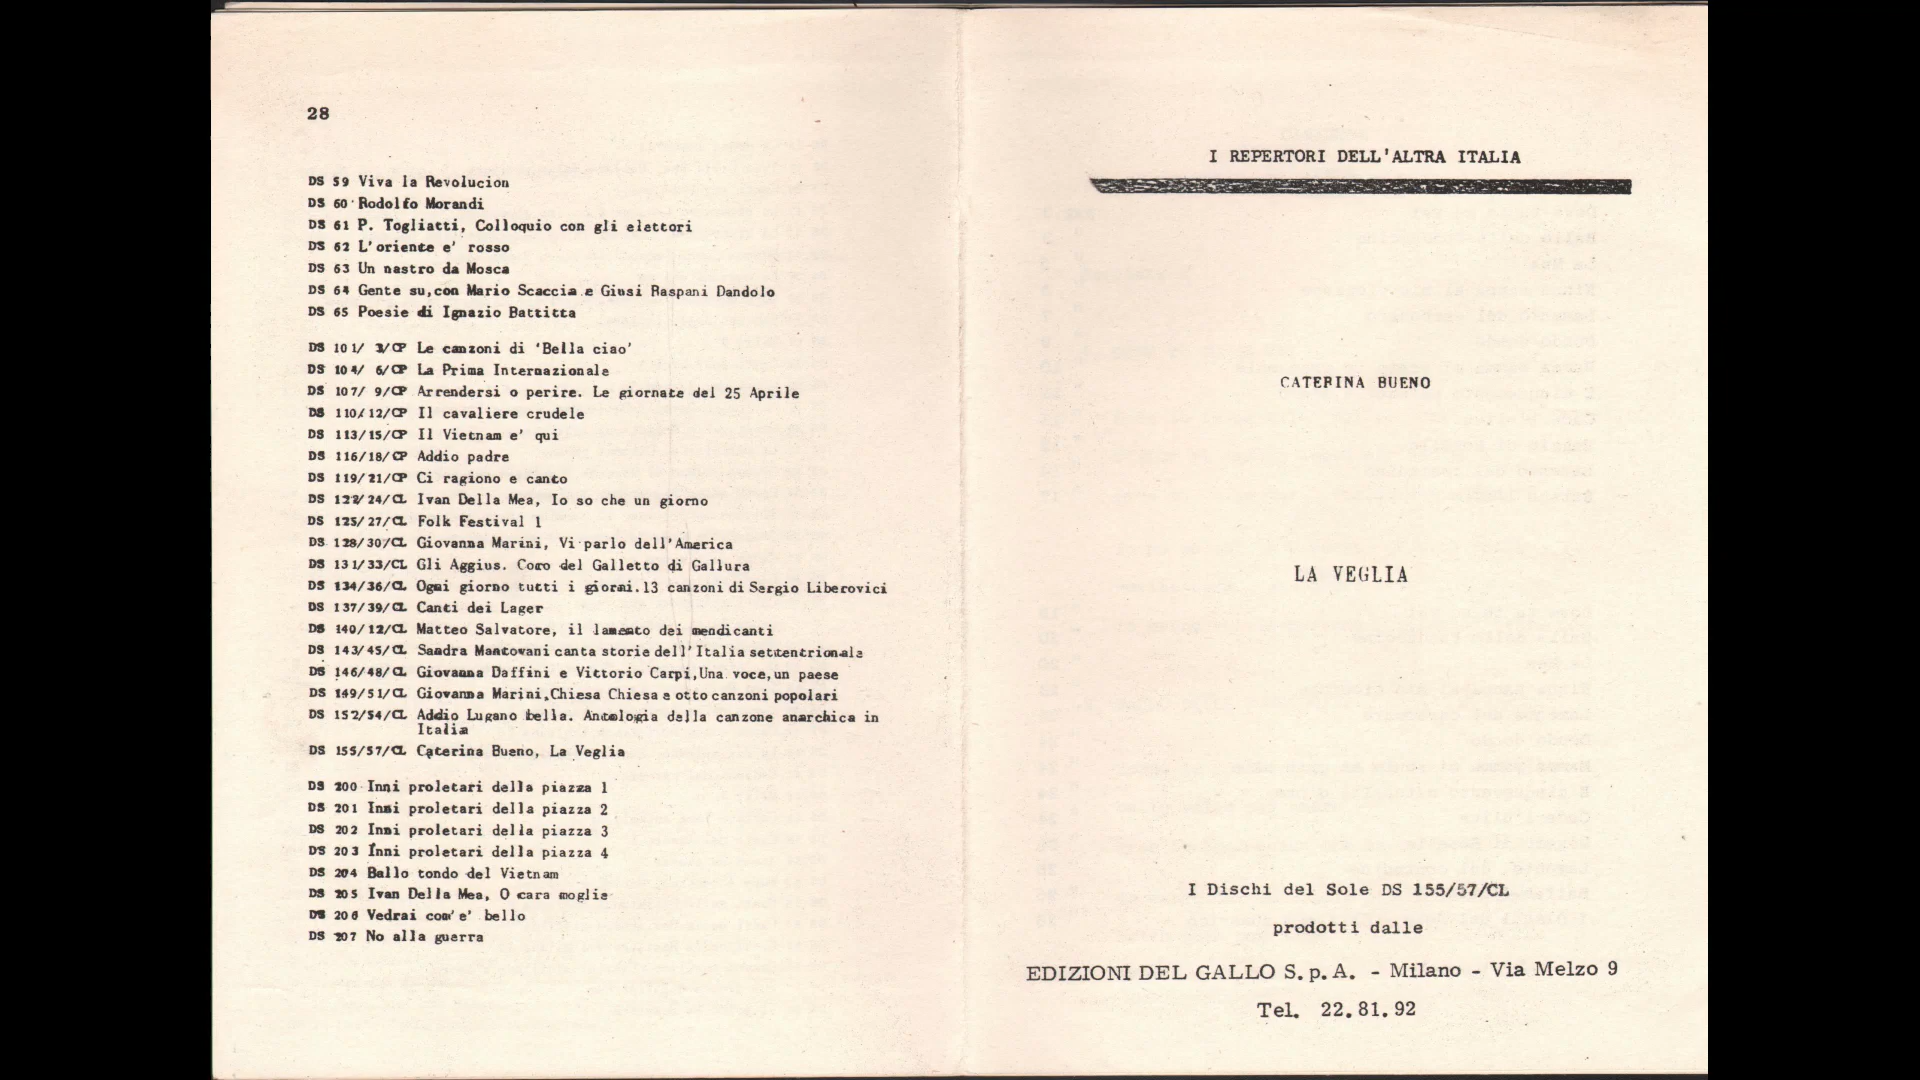 28
DS 59 Viva la Revolucion
DS 60 Rodolfo Morandi
DS 61 P. Togliatti, Colloquio con gli elettori
DS 62 L'oriente e' rosso
DS 63 Un nastro da Mosca
DS 64 Gente su,con Mario Scaccia e Giusi Raspani Dandolo
DS 65 Poesie di Ignazio Battitta
DS 101/ 3/CP Le canzoni di 'Bella ciao'
DS 104/ 6/CP La Prima Internazionale
DS 107/ 9/CP Arrendersi o perire. Le giornate del 25 Aprile
DS 110/12/CP Il cavaliere crudele
DS 113/15/CP Il Vietnam e' qui
DS 116/18/CP Addio padre
DS 119/21/CP Ci ragiono e canto
DS 122/24/CL Ivan Della Mea, Io so che un giorno
DS 125/27/CL Folk Festival 1
DS 128/30/CL Giovanna Marini, Vi parlo dell'America
DS 131/33/CL Gli Aggius. Coro del Galletto di Gallura
DS 134/36/CL Ogni giorno tutti i giorni.13 canzoni di Sergio Liberovici
DS 137/39/CL Canti dei Lager
DS 140/12/CL Matteo Salvatore, il lamento dei mendicanti
DS 143/45/CL Sandra Mantovani canta storie dell'Italia settentrionale
DS 146/48/CL Giovanna Daffini e Vittorio Carpi,Una voce,un paese
DS 149/51/CL Giovanna Marini,Chiesa Chiesa e otto canzoni popolari
DS 152/54/CL Addio Lugano bella. Antologia della canzone anarchica in
Italia
DS 155/57/CL Caterina Bueno, La Veglia
DS 200 Inni proletari della piazza 1
DS 201 Inni proletari della piazza 2
DS 202 Inni proletari della piazza 3
DS 203 Inni proletari della piazza 4
DS 204 Ballo tondo del Vietnam
DS 205 Ivan Della Mea, O cara moglie
DS 206 Vedrai com'e' bello
DS 207 No alla guerra
I REPERTORI DELL'ALTRA ITALIA
CATERINA BUENO
LA VEGLIA
I Dischi del Sole DS 155/57/CL
prodotti dalle
EDIZIONI DEL GALLO S.p.A. - Milano - Via Melzo 9
Tel. 22.81.92